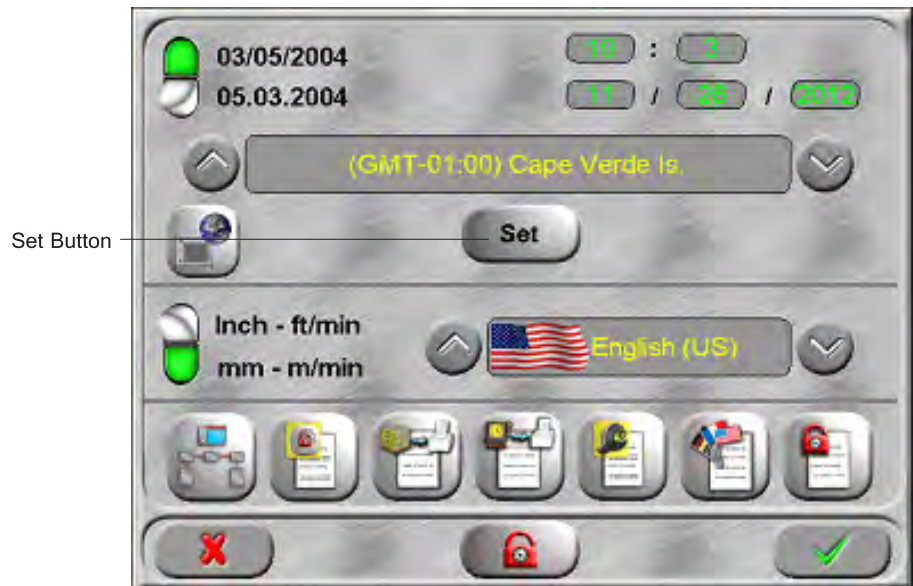 03/05/2004
05.03.2004
10 : 3
11 / 26 / 2012
(GMT-01:00) Cape Verde Is.
Set Button
Set
Inch - ft/min
mm - m/min
English (US)